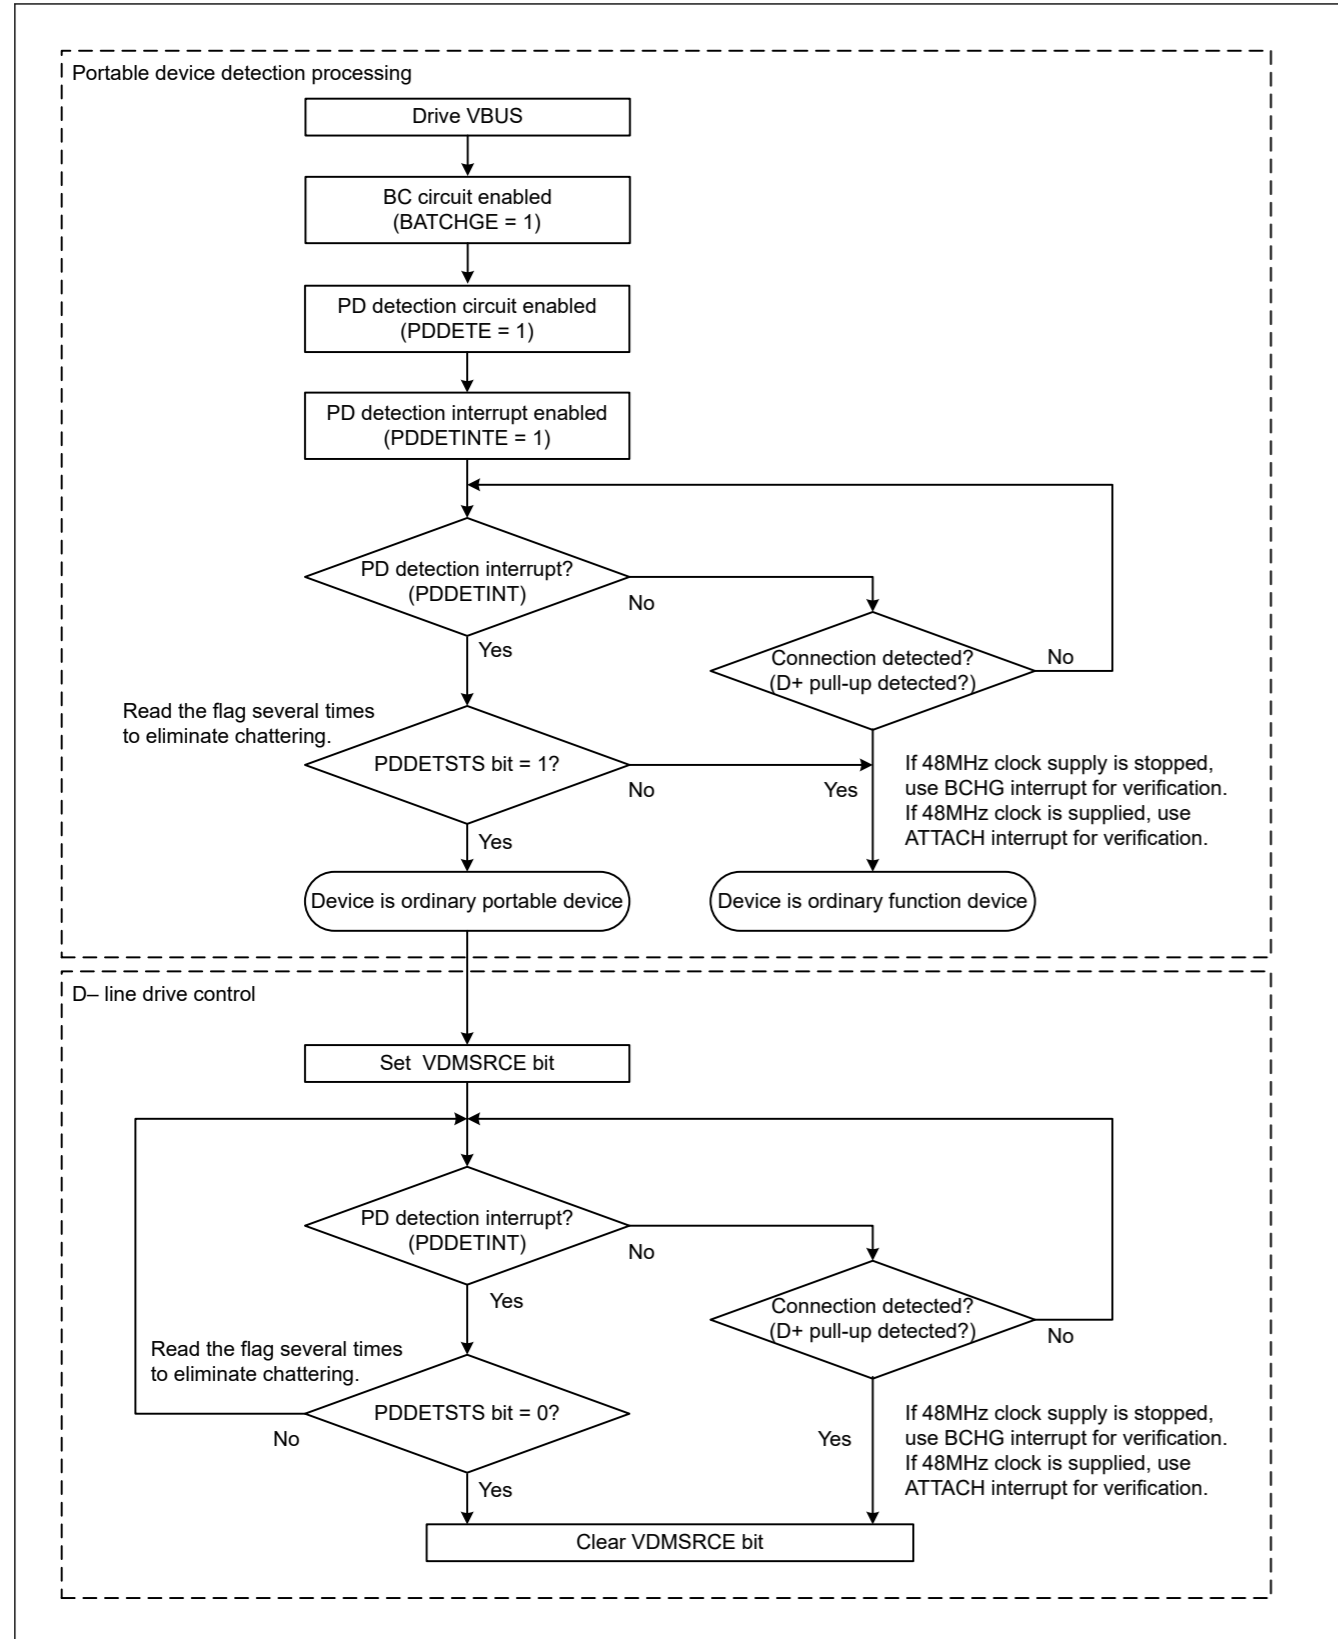 Portable device detection processing
Drive VBUS
BC circuit enabled
(BATCHGE = 1)
PD detection circuit enabled
(PDDETE = 1)
PD detection interrupt enabled
(PDDETINTE = 1)
PD detection interrupt?
(PDDETINT)
No
Yes
Connection detected?
(D+ pull-up detected?)
No
Read the flag several times
to eliminate chattering.
PDDETSTS bit = 1?
No
Yes
Yes
If 48MHz clock supply is stopped,
use BCHG interrupt for verification.
If 48MHz clock is supplied, use
ATTACH interrupt for verification.
Device is ordinary portable device
Device is ordinary function device
D– line drive control
Set VDMSRCE bit
PD detection interrupt?
(PDDETINT)
No
Yes
Connection detected?
(D+ pull-up detected?)
No
Read the flag several times
to eliminate chattering.
PDDETSTS bit = 0?
No
Yes
Yes
If 48MHz clock supply is stopped,
use BCHG interrupt for verification.
If 48MHz clock is supplied, use
ATTACH interrupt for verification.
Clear VDMSRCE bit